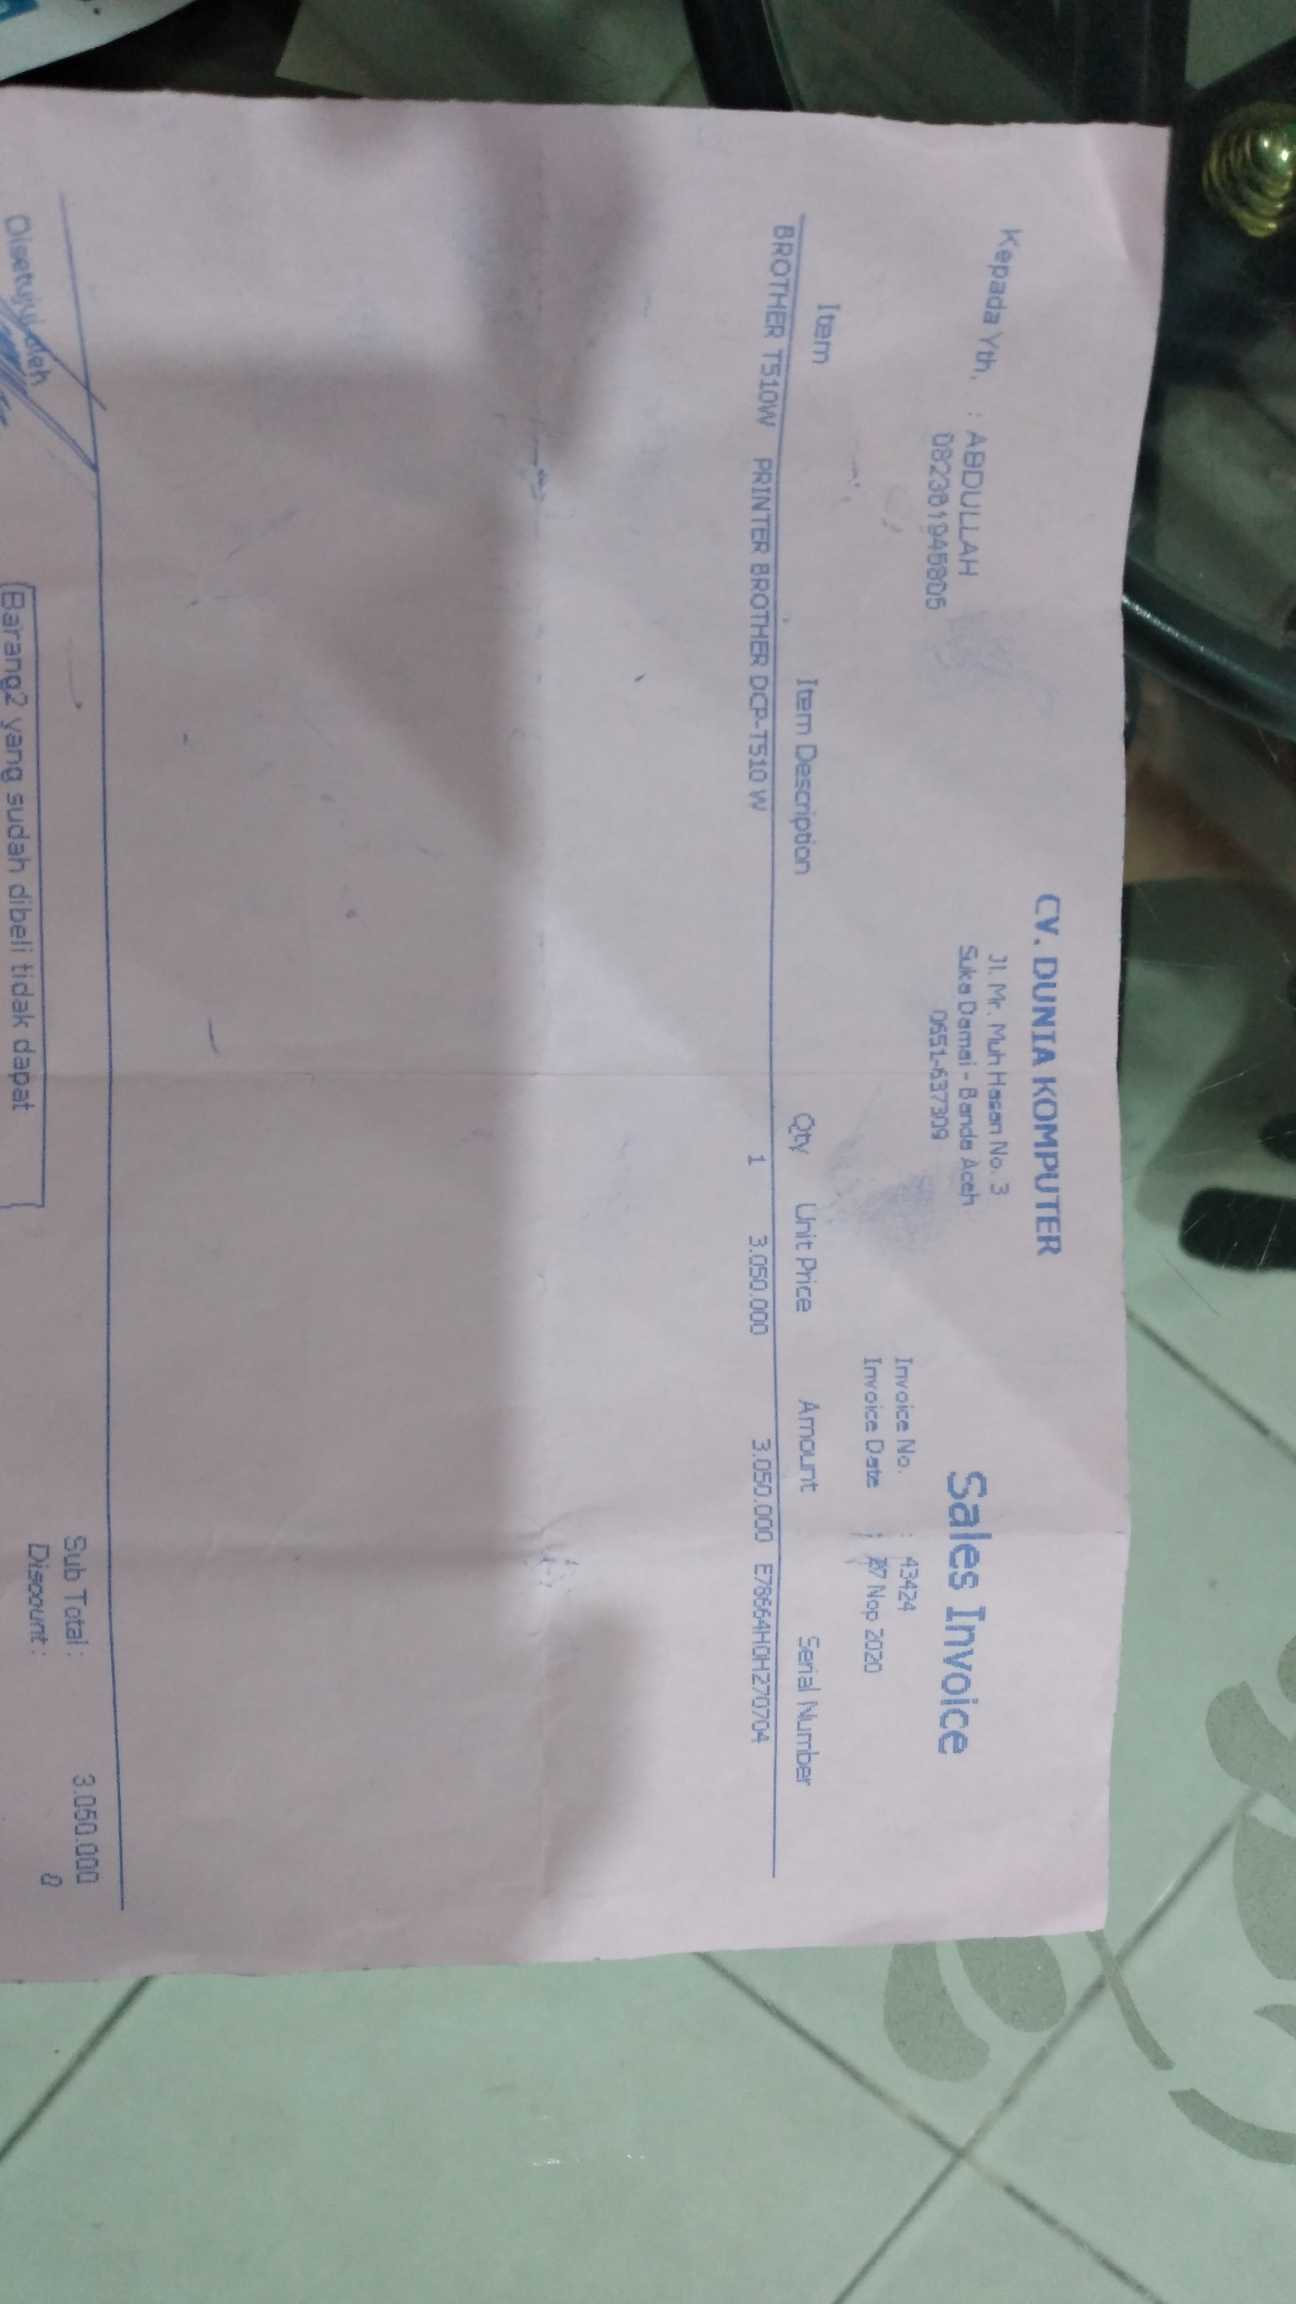 CV. DUNIA KOMPUTER
Jl. Mr. Muh Hasan No. 3
Suka Damai - Banda Aceh
0651-637309
Sales Invoice
Kepada Yth. : ABDULLAH
Invoice No. : 43424
Invoice Date : 27 Nop 2020
Item Item Description Qty Unit Price Amount Serial Number
BROTHER T510W PRINTER BROTHER DCP-T510 W 1 3.050.000 3.050.000 E78664H0H270704
Sub Total : 3.050.000
Discount : 0
Disetujui oleh
Barang2 yang sudah dibeli tidak dapat